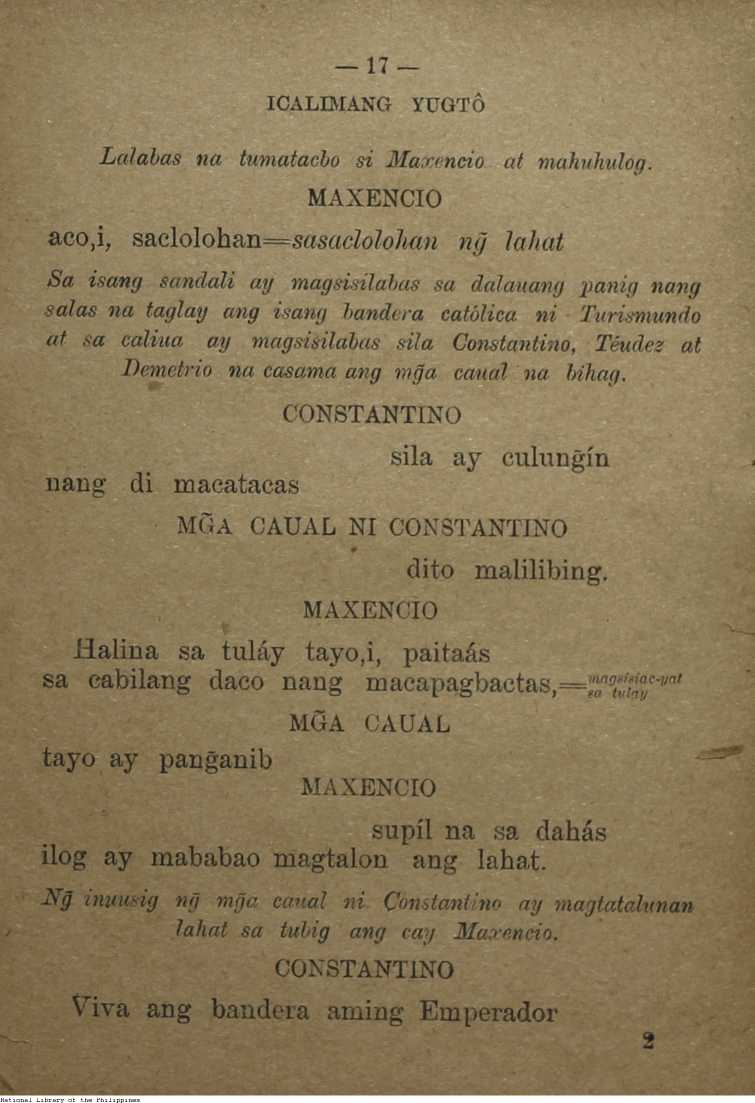 — 17 —
ICALIMANG YUGTÔ
Lalabas na tumatacbo si Maxencio at mahuhulog.
MAXENCIO
aco,i, saclolohan=sasaclolohan ng̃ lahat
Sa isang sandali ay magsisilabas sa dalauang panig nang
salas na taglay ang isang bandera católica ni Turismundo
at sa caliua ay magsisilabas sila Constantino, Téudez at
Demetrio na casama ang mg̃a caual na bihag.
CONSTANTINO
sila ay culung̃ín
nang di macatacas
MG̃A CAUAL NI CONSTANTINO
dito malilibing.
MAXENCIO
Halina sa tuláy tayo,i, paitaás
sa cabilang daco nang macapagbactas,=magsisiac-yat
sa tulay
MG̃A CAUAL
tayo ay pang̃anib
MAXENCIO
supíl na sa dahás
ilog ay mababao magtalon ang lahat.
Ng̃ inuusig ng̃ mg̃a caual ni Constantino ay magtatalunan
lahat sa tubig ang cay Maxencio.
CONSTANTINO
Viva ang bandera aming Emperador
2
National Library of the Philippines